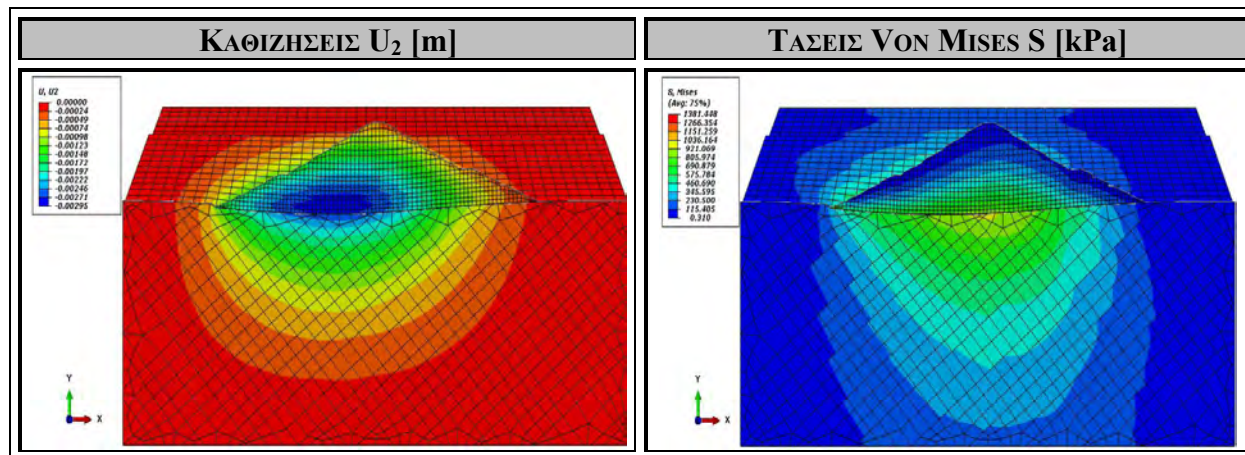 ΚΑΘΙΖΗΣΕΙΣ U2 [m]
ΤΑΣΕΙΣ VON MISES S [kPa]
U, U2
0.00000
-0.00024
-0.00049
-0.00074
-0.00098
-0.00123
-0.00148
-0.00172
-0.00197
-0.00222
-0.00246
-0.00271
-0.00295
Y
X
S, Mises
(Avg: 75%)
1381.448
1266.354
1151.259
1036.164
921.069
805.974
690.879
575.784
460.690
345.595
230.500
115.405
0.310
Y
X